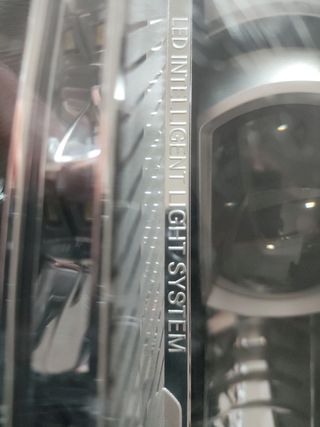 LED INTELLIGENT LIGHT SYSTEM